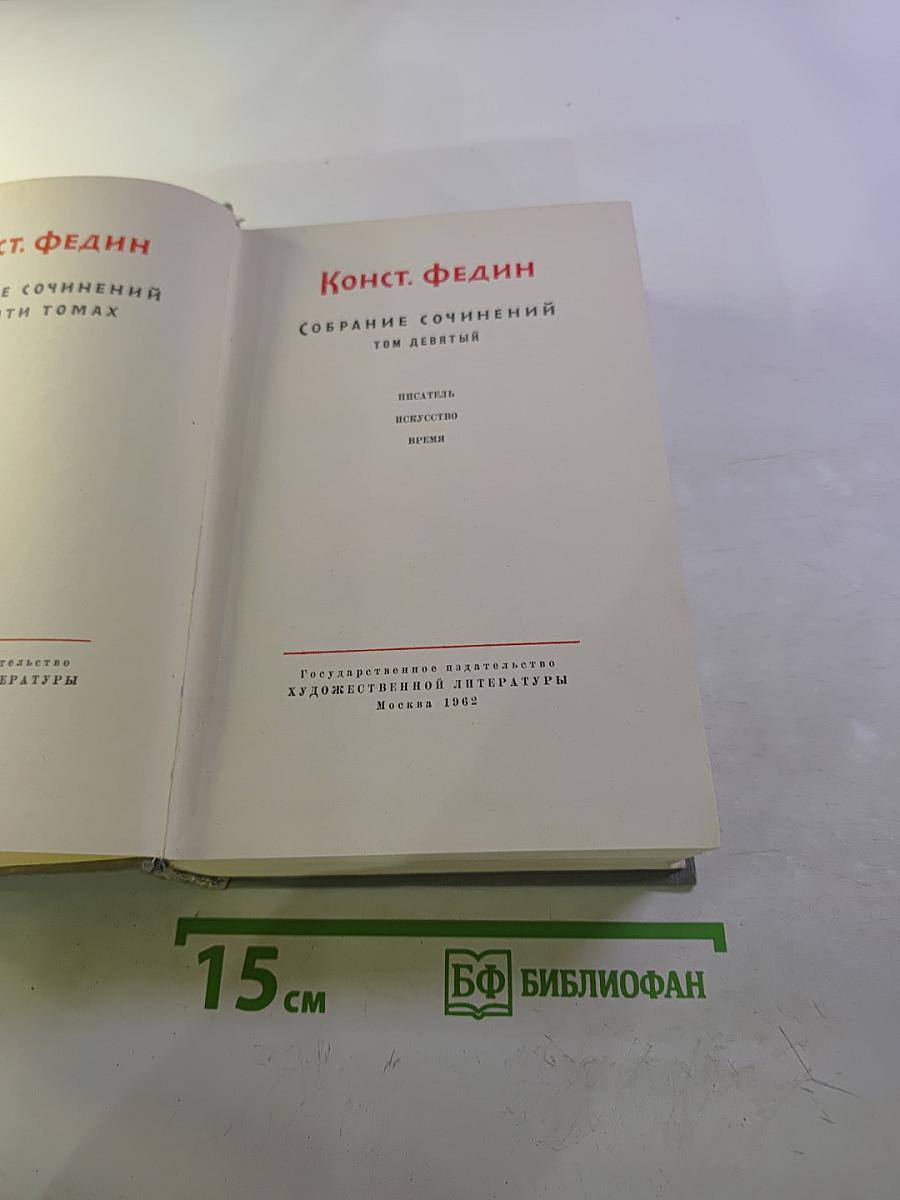 СТ. ФЕДИН
Е СОЧИНЕНИЙ
ТИ ТОМАХ
ТЕЛЬСТВО
ЕРАТУРЫ
Конст. Федин
Собрание сочинений
ТОМ ДЕВЯТЫЙ
ПИСАТЕЛЬ
ИСКУССТВО
ВРЕМЯ
Государственное издательство
ХУДОЖЕСТВЕННОЙ ЛИТЕРАТУРЫ
Москва 1962
15 см
БФ БИБЛИОФАН